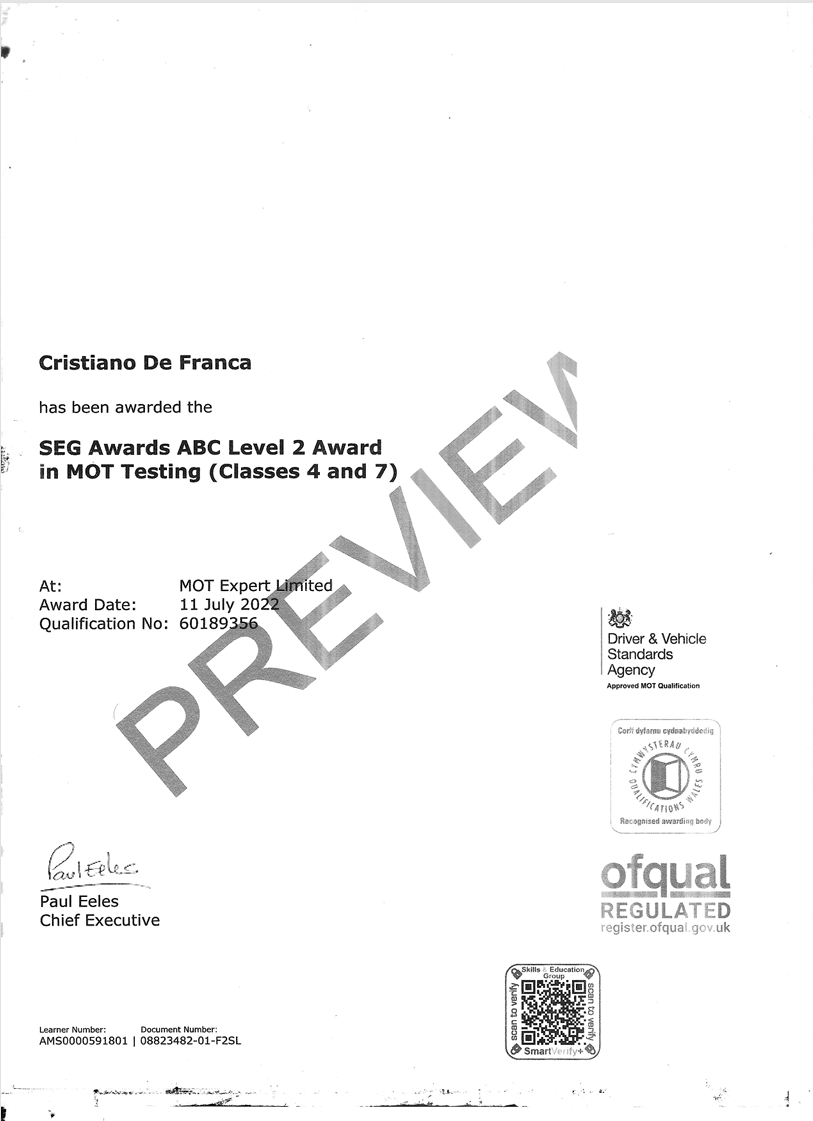 Cristiano De Franca
has been awarded the
SEG Awards ABC Level 2 Award
in MOT Testing (Classes 4 and 7)
PREVIEW
At: MOT Expert Limited
Award Date: 11 July 2022
Qualification No: 60189356
Driver & Vehicle
Standards
Agency
Approved MOT Qualification
Corff dyfarnu cydnabyddedig
CYMWYSTERAU CYMRU
QUALIFICATIONS WALES
Recognised awarding body
ofqual
REGULATED
register.ofqual.gov.uk
Paul Eeles
Paul Eeles
Chief Executive
Skills & Education
Group
scan to verify
scan to verify
SmartVerify+
Learner Number: Document Number:
AMS0000591801 | 08823482-01-F2SL